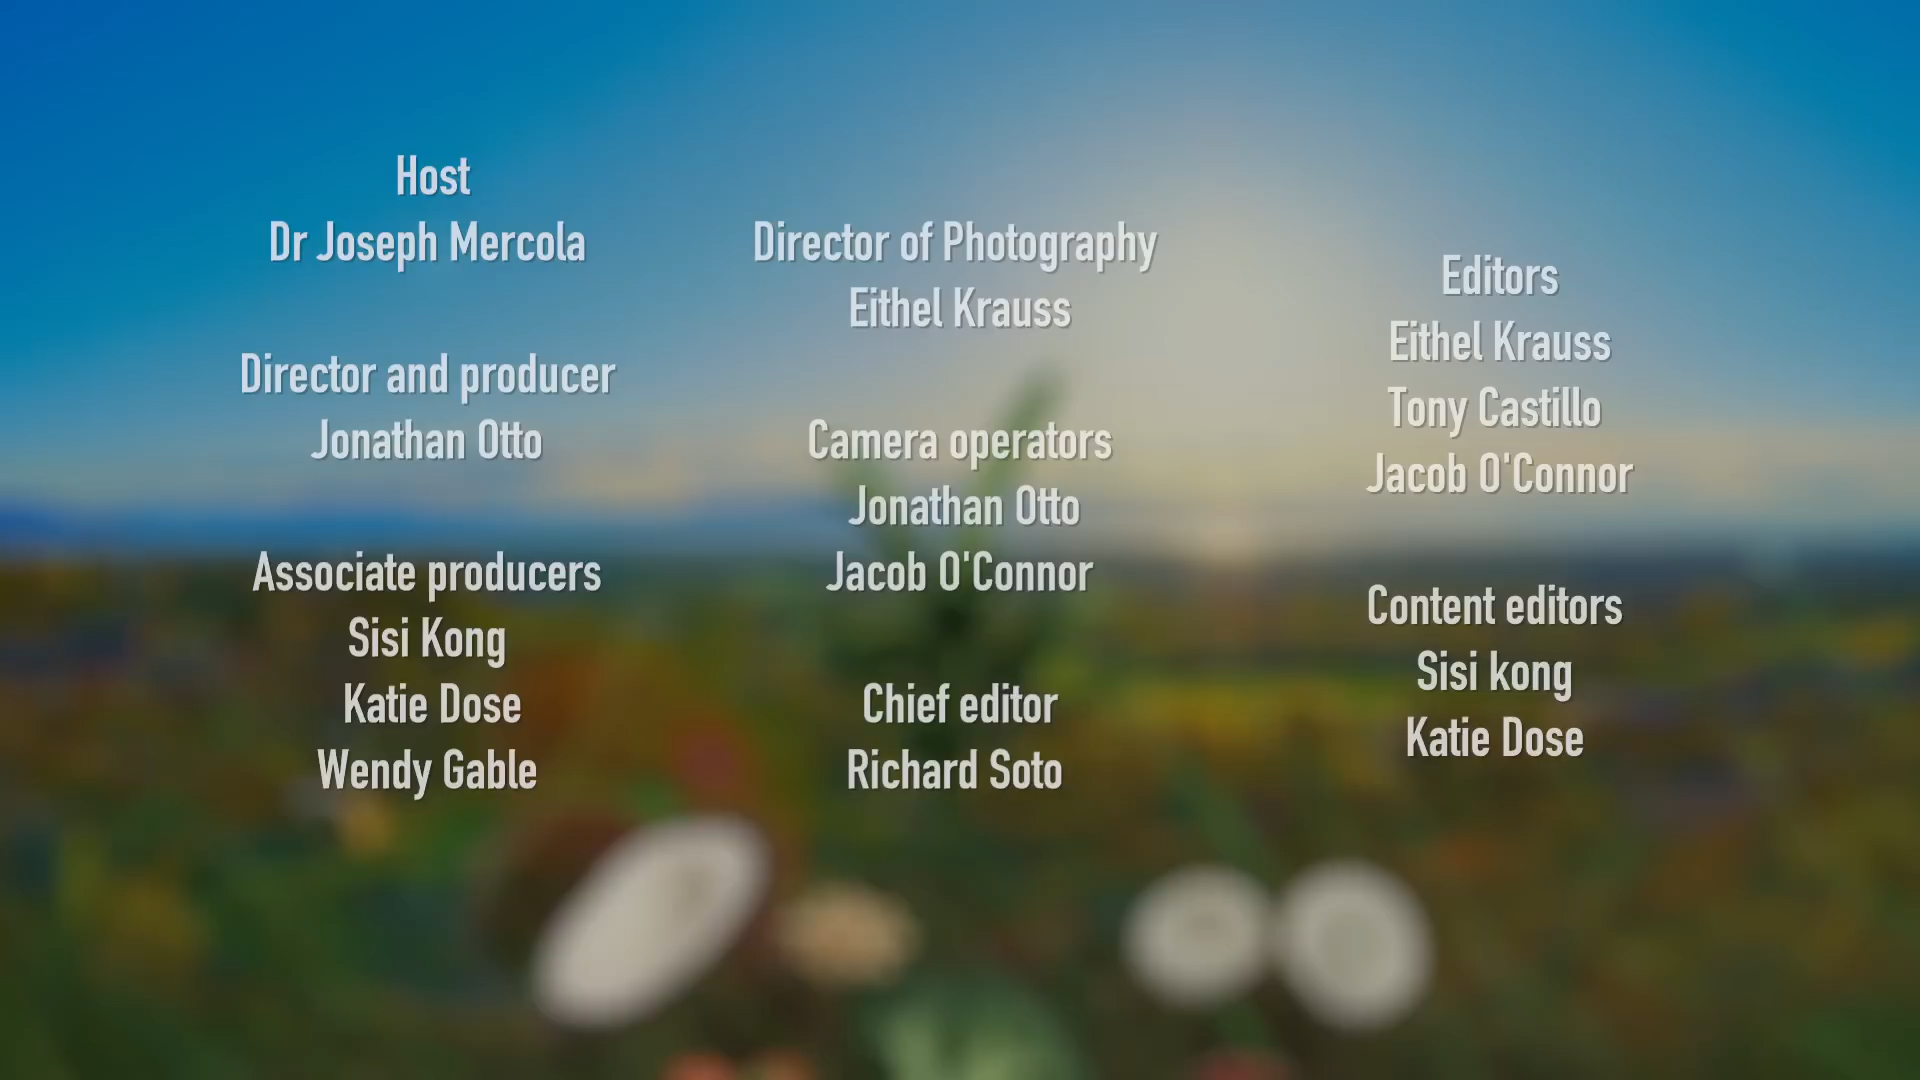 Host
Dr Joseph Mercola
Director and producer
Jonathan Otto
Associate producers
Sisi Kong
Katie Dose
Wendy Gable
Director of Photography
Eithel Krauss
Camera operators
Jonathan Otto
Jacob O'Connor
Chief editor
Richard Soto
Editors
Eithel Krauss
Tony Castillo
Jacob O'Connor
Content editors
Sisi kong
Katie Dose